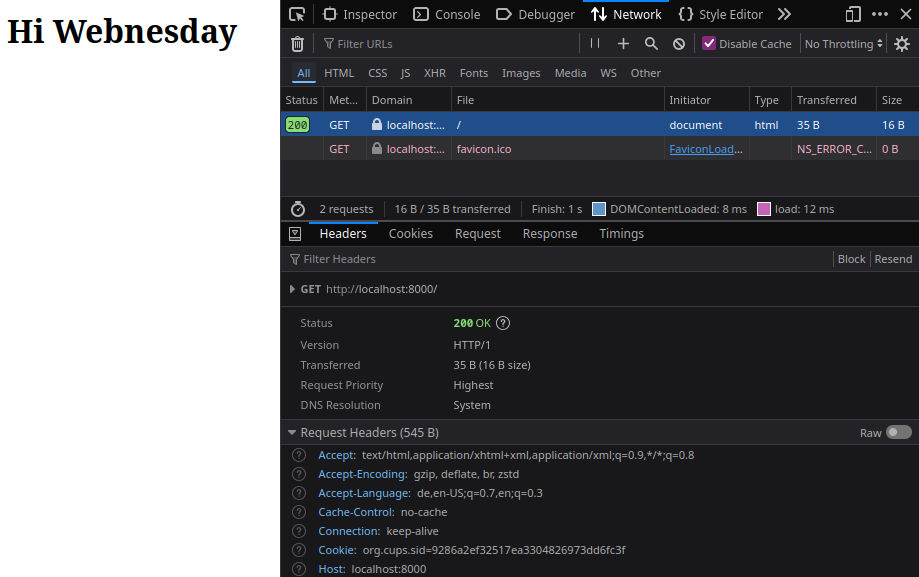 Hi Webnesday
Inspector Console Debugger Network Style Editor
Filter URLs Disable Cache No Throttling
All HTML CSS JS XHR Fonts Images Media WS Other
Status Met... Domain File Initiator Type Transferred Size
200 GET localhost:... / document html 35 B 16 B
GET localhost:... favicon.ico FaviconLoad... NS_ERROR_C... 0 B
2 requests 16 B / 35 B transferred Finish: 1 s DOMContentLoaded: 8 ms load: 12 ms
Headers Cookies Request Response Timings
Filter Headers Block Resend
GET http://localhost:8000/
Status 200 OK ?
Version HTTP/1
Transferred 35 B (16 B size)
Request Priority Highest
DNS Resolution System
Request Headers (545 B) Raw
? Accept: text/html,application/xhtml+xml,application/xml;q=0.9,*/*;q=0.8
? Accept-Encoding: gzip, deflate, br, zstd
? Accept-Language: de,en-US;q=0.7,en;q=0.3
? Cache-Control: no-cache
? Connection: keep-alive
? Cookie: org.cups.sid=9286a2ef32517ea3304826973dd6fc3f
? Host: localhost:8000